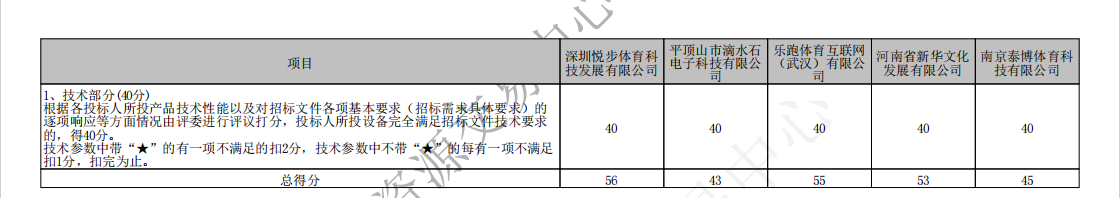 项目
深圳悦步体育科
技发展有限公司
平顶山市滴水石
电子科技有限公
司
乐跑体育互联网
（武汉）有限公
司
河南省新华文化
发展有限公司
南京泰博体育科
技有限公司
1、技术部分(40分)
根据各投标人所投产品技术性能以及对招标文件各项基本要求（招标需求具体要求）的
逐项响应等方面情况由评委进行评议打分，投标人所投设备完全满足招标文件技术要求
的，得40分。
技术参数中带“★”的有一项不满足的扣2分，技术参数中不带“★”的每有一项不满足
扣1分，扣完为止。
40
40
40
40
40
总得分
56
43
55
53
45
资源交易中心
中心